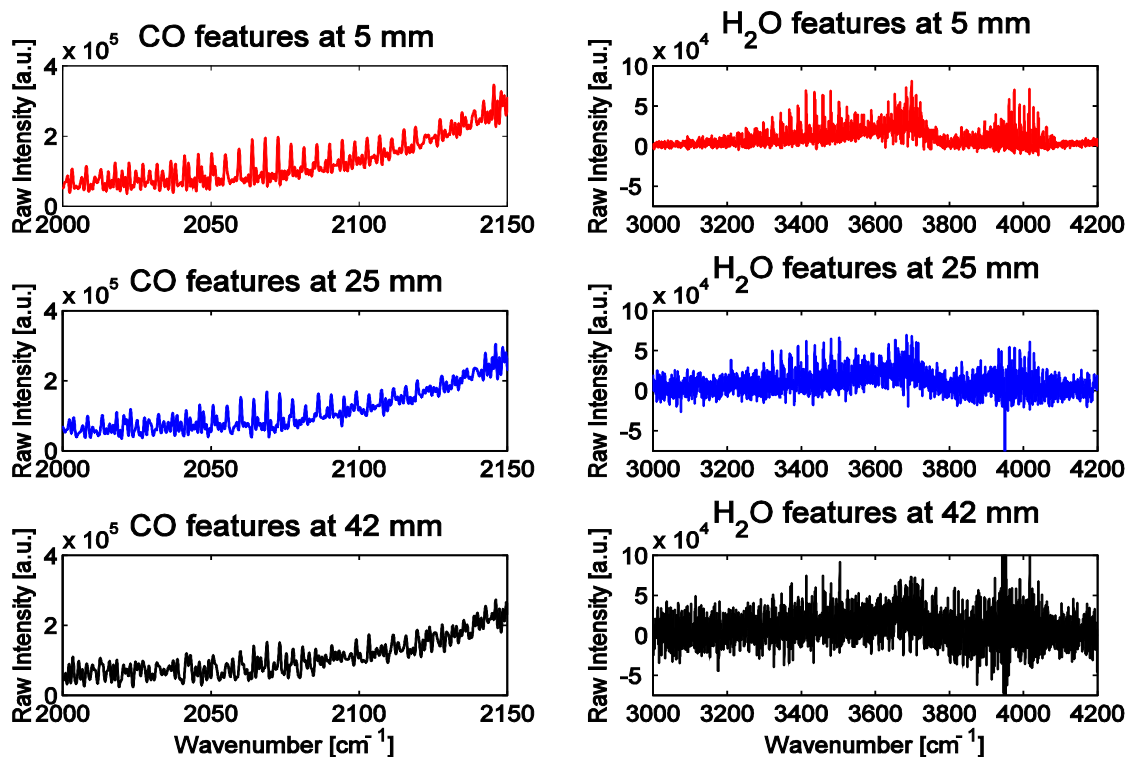 CO features at 5 mm
x 10^5
Raw Intensity [a.u.]
4
2
0
2000 2050 2100 2150
H2O features at 5 mm
x 10^4
Raw Intensity [a.u.]
10
5
0
-5
3000 3200 3400 3600 3800 4000 4200
CO features at 25 mm
x 10^5
Raw Intensity [a.u.]
4
2
0
2000 2050 2100 2150
H2O features at 25 mm
x 10^4
Raw Intensity [a.u.]
10
5
0
-5
3000 3200 3400 3600 3800 4000 4200
CO features at 42 mm
x 10^5
Raw Intensity [a.u.]
4
2
0
2000 2050 2100 2150
Wavenumber [cm^-1]
H2O features at 42 mm
x 10^4
Raw Intensity [a.u.]
10
5
0
-5
3000 3200 3400 3600 3800 4000 4200
Wavenumber [cm^-1]